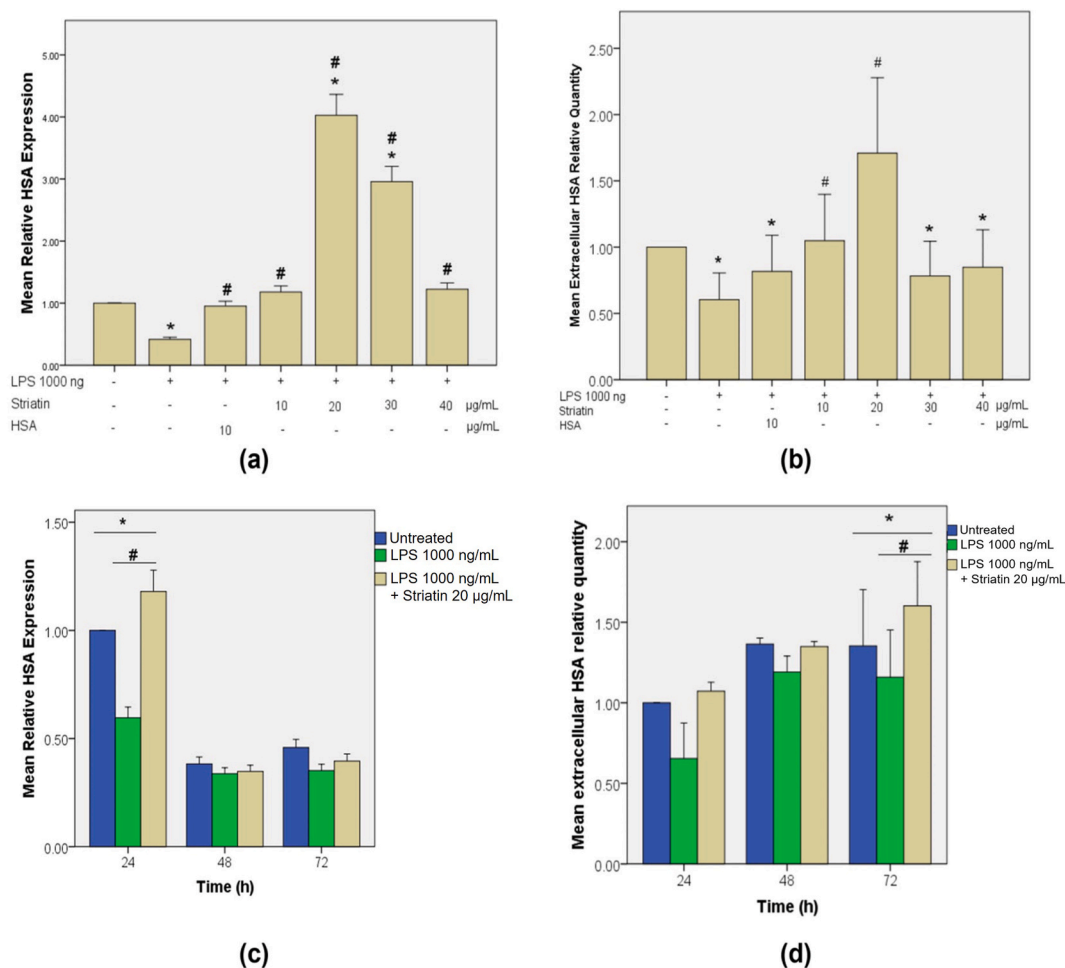 Mean Relative HSA Expression
5.00
4.00
3.00
2.00
1.00
0.00
*
#
#
#
*
#
*
#
LPS 1000 ng - + + + + + +
Striatin - - - 10 20 30 40 µg/mL
HSA - - 10 - - - - µg/mL
(a)
Mean Extracellular HSA Relative Quantity
2.50
2.00
1.50
1.00
0.50
0.00
*
*
#
#
*
*
LPS 1000 ng - + + + + + +
Striatin - - - 10 20 30 40 µg/mL
HSA - - 10 - - - - µg/mL
(b)
Mean Relative HSA Expression
1.50
1.00
0.50
0.00
*
#
Untreated
LPS 1000 ng/mL
LPS 1000 ng/mL
+ Striatin 20 µg/mL
24 48 72
Time (h)
(c)
Mean extracellular HSA relative quantity
2.00
1.50
1.00
0.50
0.00
*
#
Untreated
LPS 1000 ng/mL
LPS 1000 ng/mL
+ Striatin 20 µg/mL
24 48 72
Time (h)
(d)